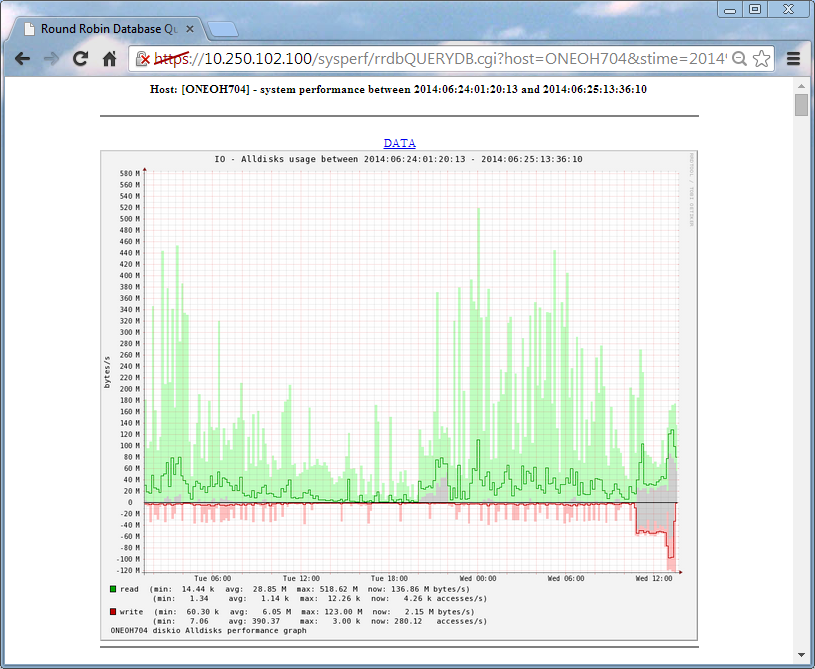 Round Robin Database Qu
https://10.250.102.100/sysperf/rrdbQUERYDB.cgi?host=ONEOH704&stime=2014
Host: [ONEOH704] - system performance between 2014:06:24:01:20:13 and 2014:06:25:13:36:10
DATA
IO - Alldisks usage between 2014:06:24:01:20:13 - 2014:06:25:13:36:10
RRDTOOL / TOBI OETIKER
bytes/s
580 M
560 M
540 M
520 M
500 M
480 M
460 M
440 M
420 M
400 M
380 M
360 M
340 M
320 M
300 M
280 M
260 M
240 M
220 M
200 M
180 M
160 M
140 M
120 M
100 M
80 M
60 M
40 M
20 M
0
-20 M
-40 M
-60 M
-80 M
-100 M
-120 M
Tue 06:00 Tue 12:00 Tue 18:00 Wed 00:00 Wed 06:00 Wed 12:00
read (min: 14.44 k avg: 28.85 M max: 518.62 M now: 136.86 M bytes/s)
(min: 1.34 avg: 1.14 k max: 12.26 k now: 4.26 k accesses/s)
write (min: 60.30 k avg: 6.05 M max: 123.00 M now: 2.15 M bytes/s)
(min: 7.06 avg: 390.37 max: 3.00 k now: 280.12 accesses/s)
ONEOH704 diskio Alldisks performance graph